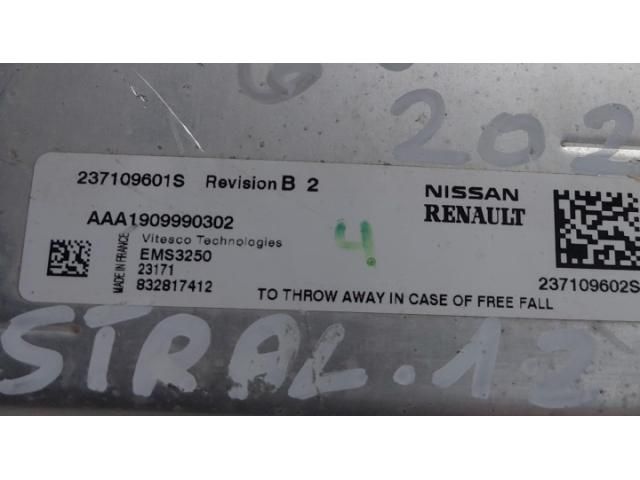 202
237109601S Revision B 2
NISSAN
RENAULT
AAA1909990302
MADE IN FRANCE
Vitesco Technologies
EMS3250
23171
832817412
4.
237109602S
TO THROW AWAY IN CASE OF FREE FALL
STRAL.12